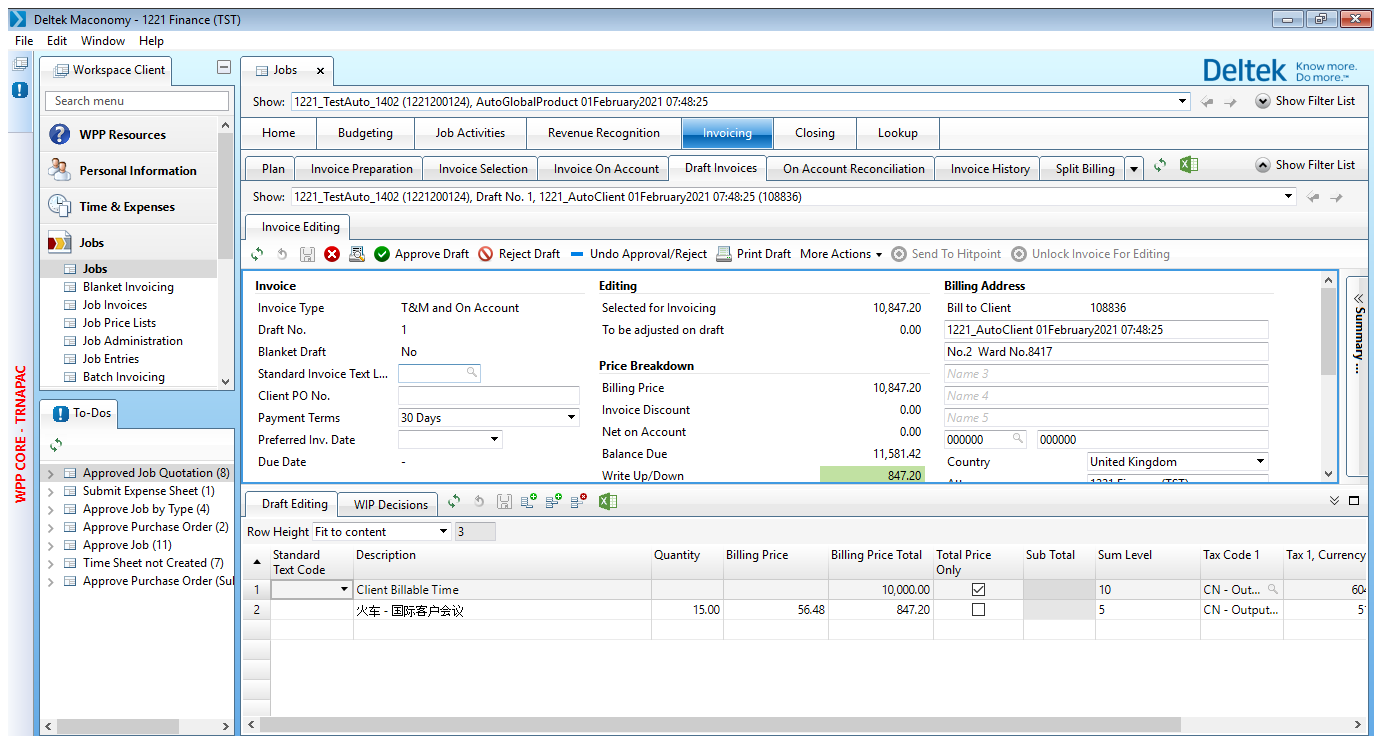 Deltek Maconomy - 1221 Finance (TST)
File Edit Window Help
WPP CORE - TRNAPAC
Workspace Client
Search menu
WPP Resources
Personal Information
Time & Expenses
Jobs
Jobs
Blanket Invoicing
Job Invoices
Job Price Lists
Job Administration
Job Entries
Batch Invoicing
To-Dos
Approved Job Quotation (8)
Submit Expense Sheet (1)
Approve Job by Type (4)
Approve Purchase Order (2)
Approve Job (11)
Time Sheet not Created (7)
Approve Purchase Order (Sul
Jobs
Deltek Know more.
Do more.™
Show: 1221_TestAuto_1402 (1221200124), AutoGlobalProduct 01February2021 07:48:25 Show Filter List
Home Budgeting Job Activities Revenue Recognition Invoicing Closing Lookup
Plan Invoice Preparation Invoice Selection Invoice On Account Draft Invoices On Account Reconciliation Invoice History Split Billing Show Filter List
Show: 1221_TestAuto_1402 (1221200124), Draft No. 1, 1221_AutoClient 01February2021 07:48:25 (108836)
Invoice Editing
Approve Draft Reject Draft Undo Approval/Reject Print Draft More Actions Send To Hitpoint Unlock Invoice For Editing
Invoice
Invoice Type T&M and On Account
Draft No. 1
Blanket Draft No
Standard Invoice Text L...
Client PO No.
Payment Terms 30 Days
Preferred Inv. Date
Due Date -
Editing
Selected for Invoicing 10,847.20
To be adjusted on draft 0.00
Price Breakdown
Billing Price 10,847.20
Invoice Discount 0.00
Net on Account 0.00
Balance Due 11,581.42
Write Up/Down 847.20
Billing Address
Bill to Client 108836
1221_AutoClient 01February2021 07:48:25
No.2 Ward No.8417
Name 3
Name 4
Name 5
000000 000000
Country United Kingdom
Summary ...
Draft Editing WIP Decisions
Row Height Fit to content 3
Standard Text Code Description Quantity Billing Price Billing Price Total Total Price Only Sub Total Sum Level Tax Code 1 Tax 1, Currency
1 Client Billable Time 10,000.00 10 CN - Out... 604
2 火车 - 国际客户会议 15.00 56.48 847.20 5 CN - Output...